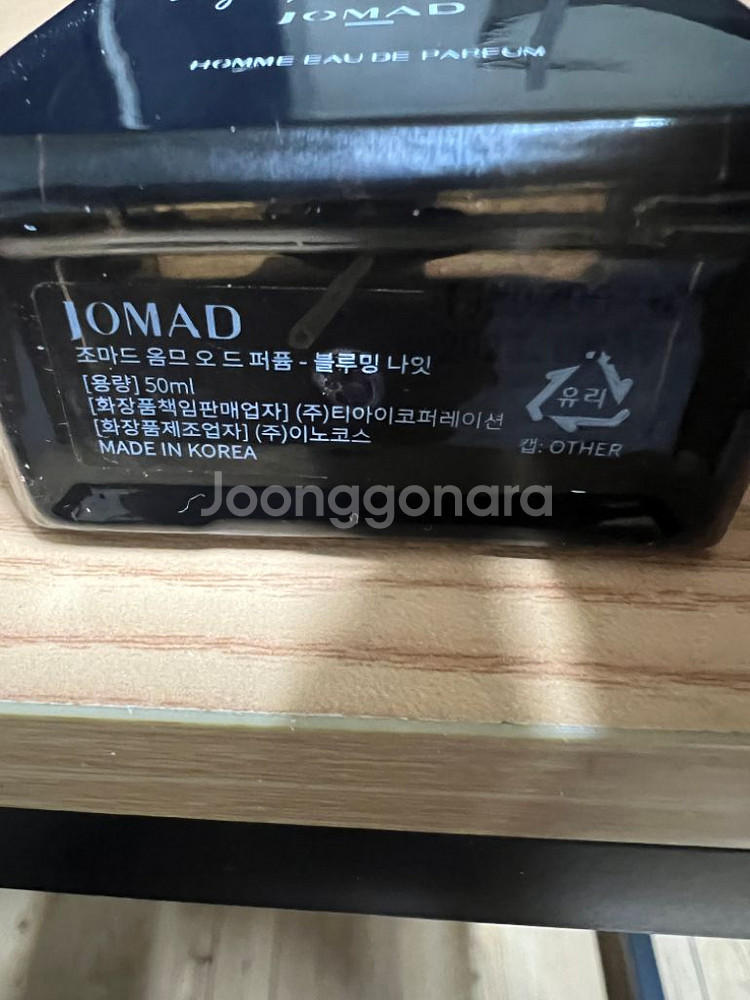 JOMAD
HOMME EAU DE PARFUM
JOMAD
조마드 옴므 오 드 퍼퓸 - 블루밍 나잇
[용량] 50ml
[화장품책임판매업자] (주)티아이코퍼레이션
[화장품제조업자] (주)이노코스
MADE IN KOREA
유리
캡: OTHER
Joonggonara